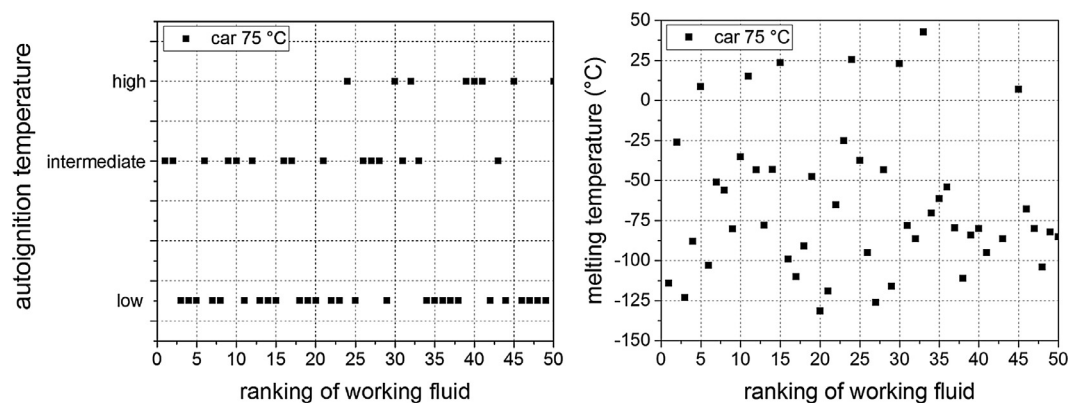 car 75 °C
autoignition temperature
high
intermediate
low
0 5 10 15 20 25 30 35 40 45 50
ranking of working fluid
car 75 °C
melting temperature (°C)
50
25
0
-25
-50
-75
-100
-125
-150
0 5 10 15 20 25 30 35 40 45 50
ranking of working fluid